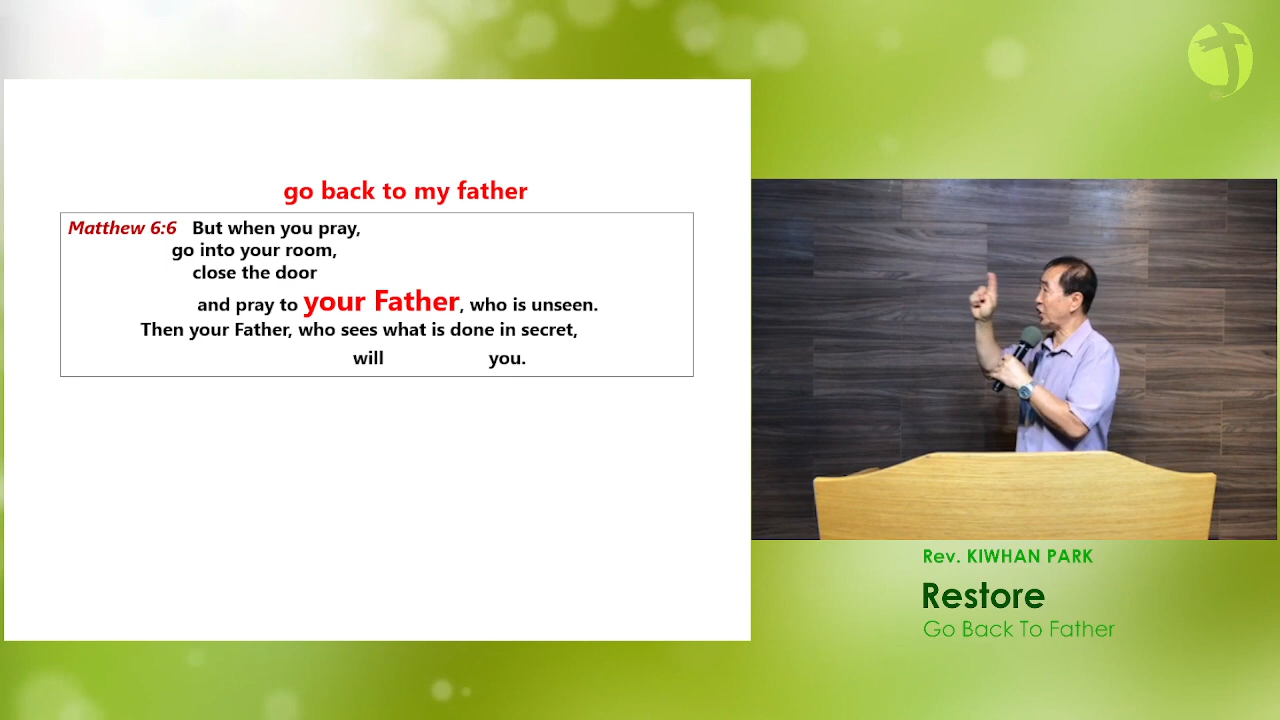 go back to my father
Matthew 6:6 But when you pray,
go into your room,
close the door
and pray to your Father, who is unseen.
Then your Father, who sees what is done in secret,
will you.
Rev. KIWHAN PARK
Restore
Go Back To Father